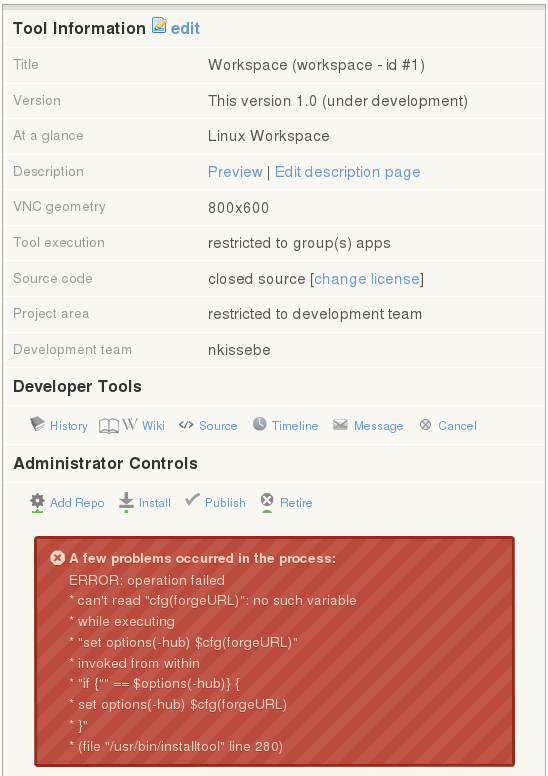 Tool Information edit
Title Workspace (workspace - id #1)
Version This version 1.0 (under development)
At a glance Linux Workspace
Description Preview | Edit description page
VNC geometry 800x600
Tool execution restricted to group(s) apps
Source code closed source [change license]
Project area restricted to development team
Development team nkissebe
Developer Tools
History Wiki Source Timeline Message Cancel
Administrator Controls
Add Repo Install Publish Retire
A few problems occurred in the process:
ERROR: operation failed
* can't read "cfg(forgeURL)": no such variable
* while executing
* "set options(-hub) $cfg(forgeURL)"
* invoked from within
* "if {"" == $options(-hub)} {
* set options(-hub) $cfg(forgeURL)
* }"
* (file "/usr/bin/installtool" line 280)